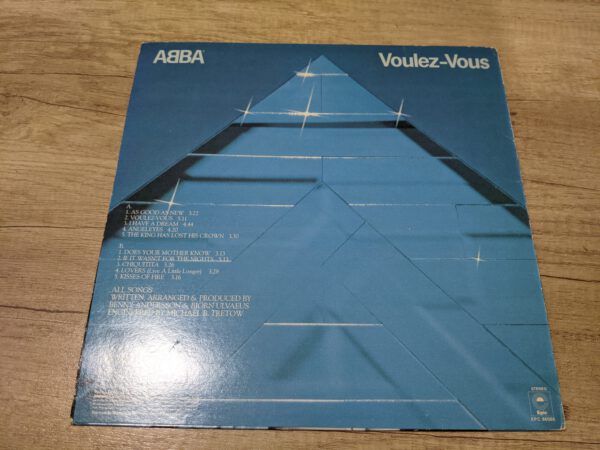 ABBA
Voulez-Vous
A.
1. AS GOOD AS NEW 3.21
2. VOULEZ-VOUS 5.11
3. I HAVE A DREAM 4.44
4. ANGELEYES 4.20
5. THE KING HAS LOST HIS CROWN 3.30
B.
1. DOES YOUR MOTHER KNOW 3.13
2. IF IT WASN'T FOR THE NIGHTS 5.11
3. CHIQUITITA 5.26
4. LOVERS (Live A Little Longer) 3.29
5. KISSES OF FIRE 3.16
ALL SONGS
WRITTEN, ARRANGED & PRODUCED BY
BENNY ANDERSSON & BJÖRN ULVAEUS
ENGINEERED BY MICHAEL B. TRETOW
STEREO
Epic
EPC 86086